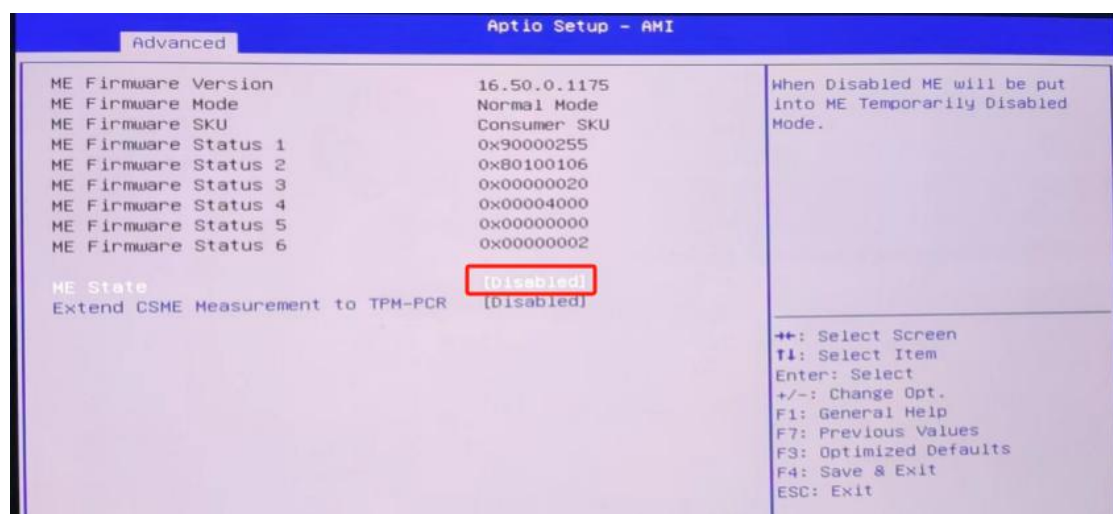 Aptio Setup - AMI
Advanced
ME Firmware Version 16.50.0.1175
ME Firmware Mode Normal Mode
ME Firmware SKU Consumer SKU
ME Firmware Status 1 0x90000255
ME Firmware Status 2 0x80100106
ME Firmware Status 3 0x00000020
ME Firmware Status 4 0x00004000
ME Firmware Status 5 0x00000000
ME Firmware Status 6 0x00000002
ME State [Disabled]
Extend CSME Measurement to TPM-PCR [Disabled]
When Disabled ME will be put
into ME Temporarily Disabled
Mode.
→←: Select Screen
↑↓: Select Item
Enter: Select
+/-: Change Opt.
F1: General Help
F7: Previous Values
F3: Optimized Defaults
F4: Save & Exit
ESC: Exit